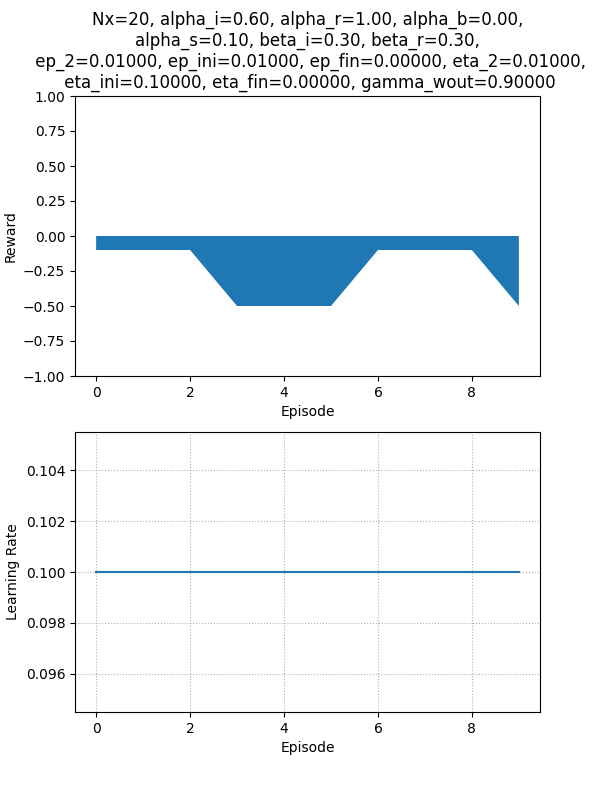 Nx=20, alpha_i=0.60, alpha_r=1.00, alpha_b=0.00,
alpha_s=0.10, beta_i=0.30, beta_r=0.30,
ep_2=0.01000, ep_ini=0.01000, ep_fin=0.00000, eta_2=0.01000,
eta_ini=0.10000, eta_fin=0.00000, gamma_wout=0.90000
1.00
0.75
0.50
0.25
0.00
−0.25
−0.50
−0.75
−1.00
Reward
0 2 4 6 8
Episode
0.104
0.102
0.100
0.098
0.096
Learning Rate
0 2 4 6 8
Episode